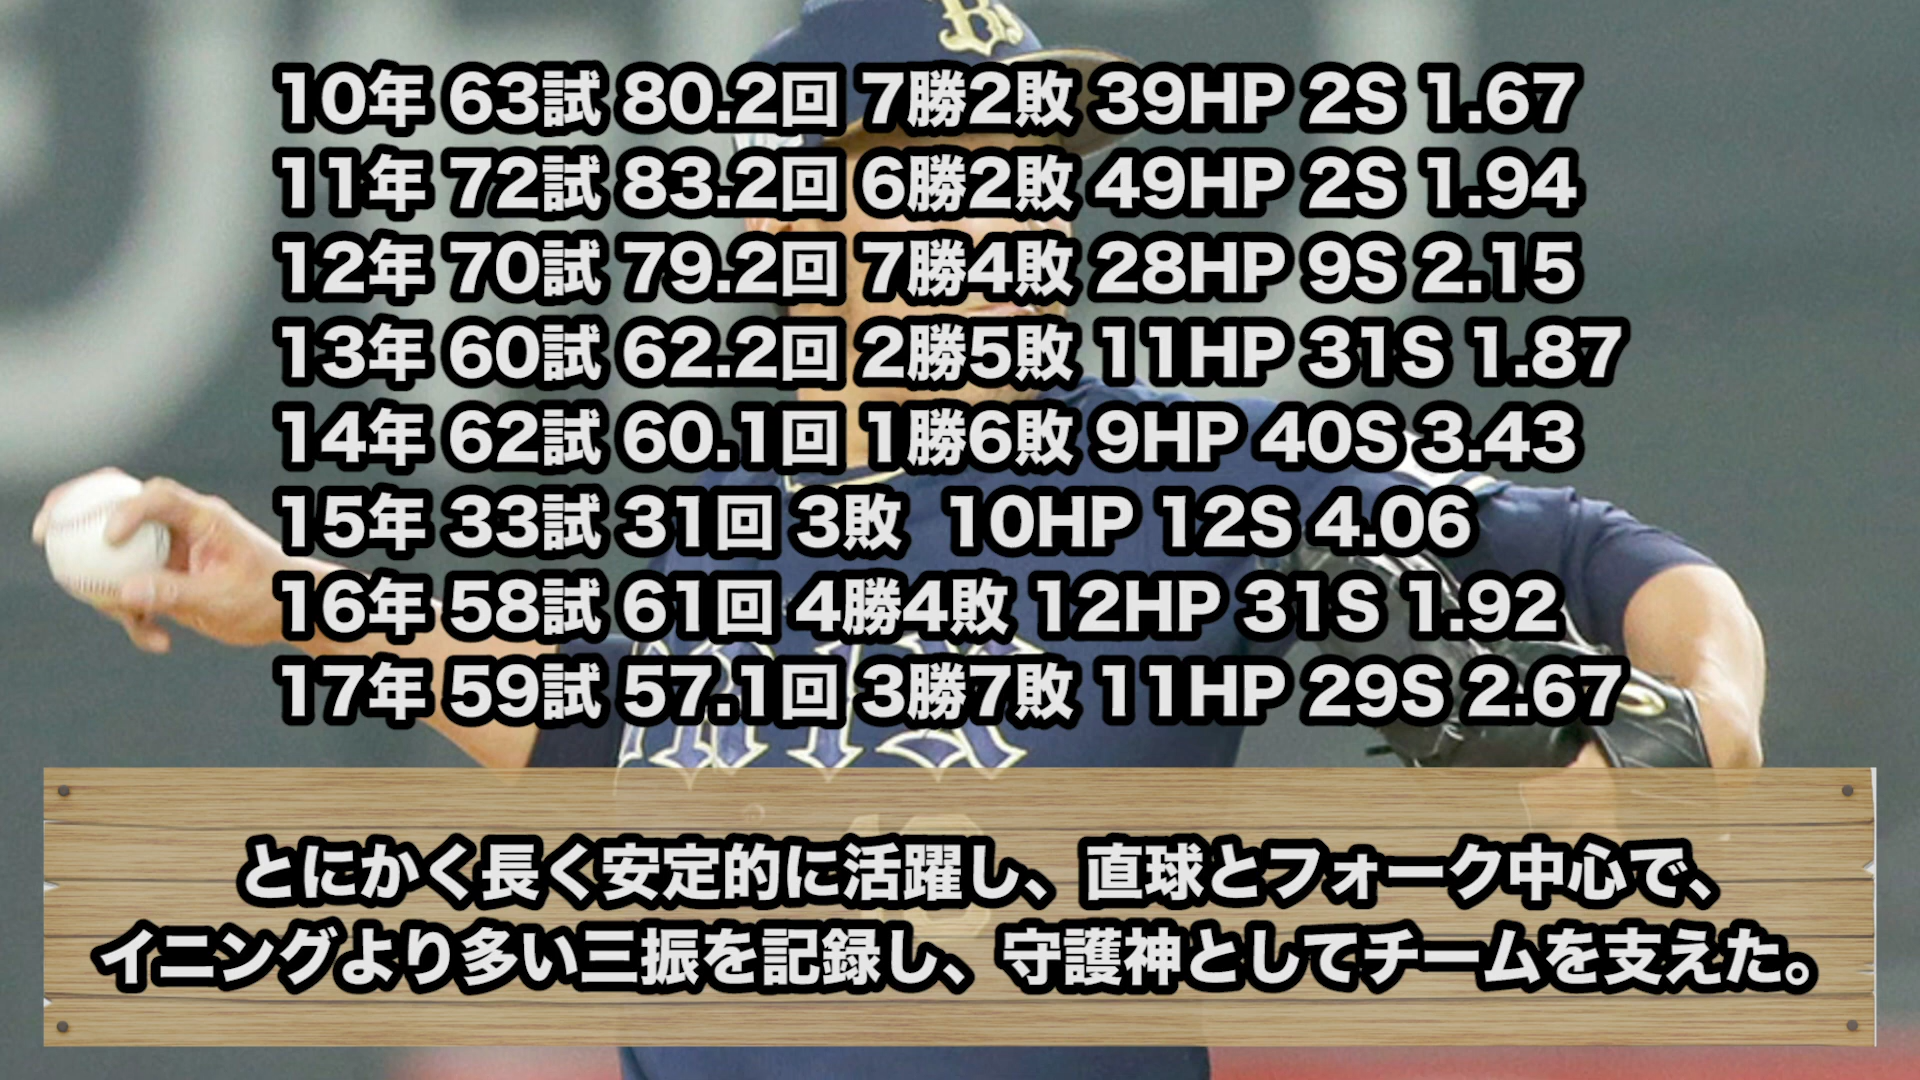 10年 63試 80.2回 7勝2敗 39HP 2S 1.67
11年 72試 83.2回 6勝2敗 49HP 2S 1.94
12年 70試 79.2回 7勝4敗 28HP 9S 2.15
13年 60試 62.2回 2勝5敗 11HP 31S 1.87
14年 62試 60.1回 1勝6敗 9HP 40S 3.43
15年 33試 31回 3敗 10HP 12S 4.06
16年 58試 61回 4勝4敗 12HP 31S 1.92
17年 59試 57.1回 3勝7敗 11HP 29S 2.67
とにかく長く安定的に活躍し、直球とフォーク中心で、
イニングより多い三振を記録し、守護神としてチームを支えた。